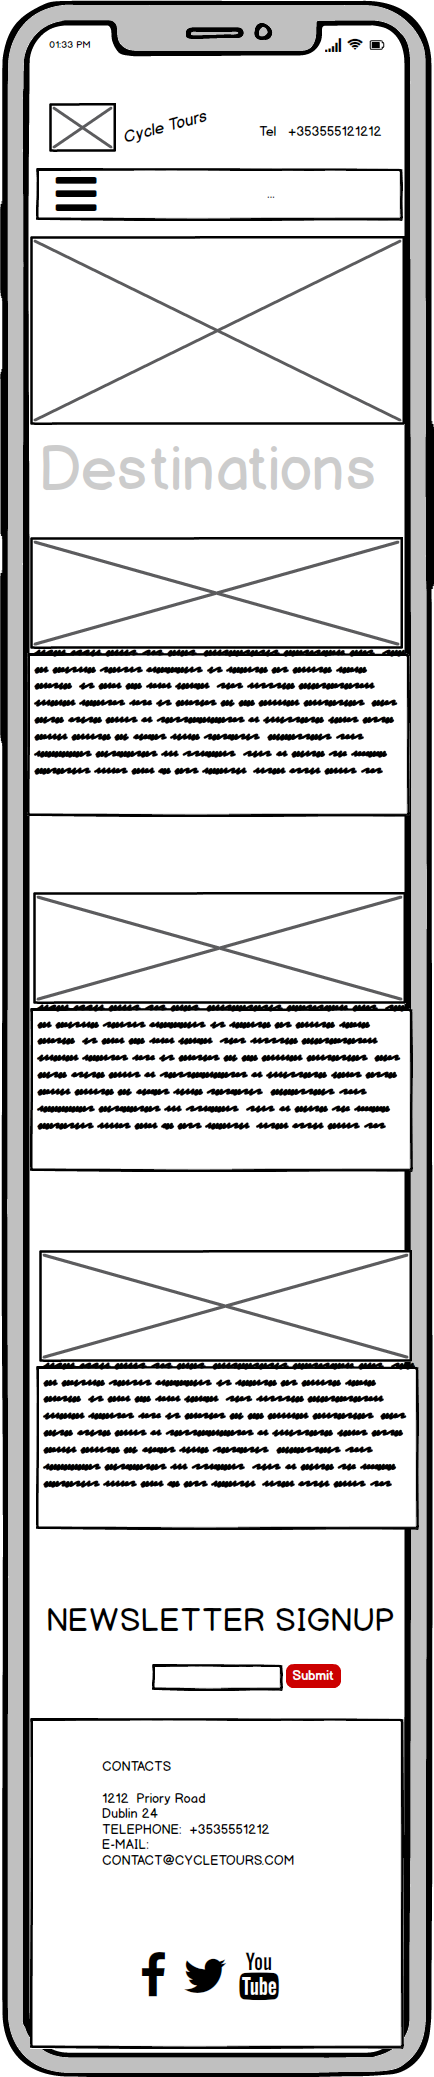 01:33 PM
Cycle Tours
Tel +353555121212
...
Destinations
NEWSLETTER SIGNUP
Submit
CONTACTS
1212 Priory Road
Dublin 24
TELEPHONE: +3535551212
E-MAIL:
CONTACT@CYCLETOURS.COM
You
Tube